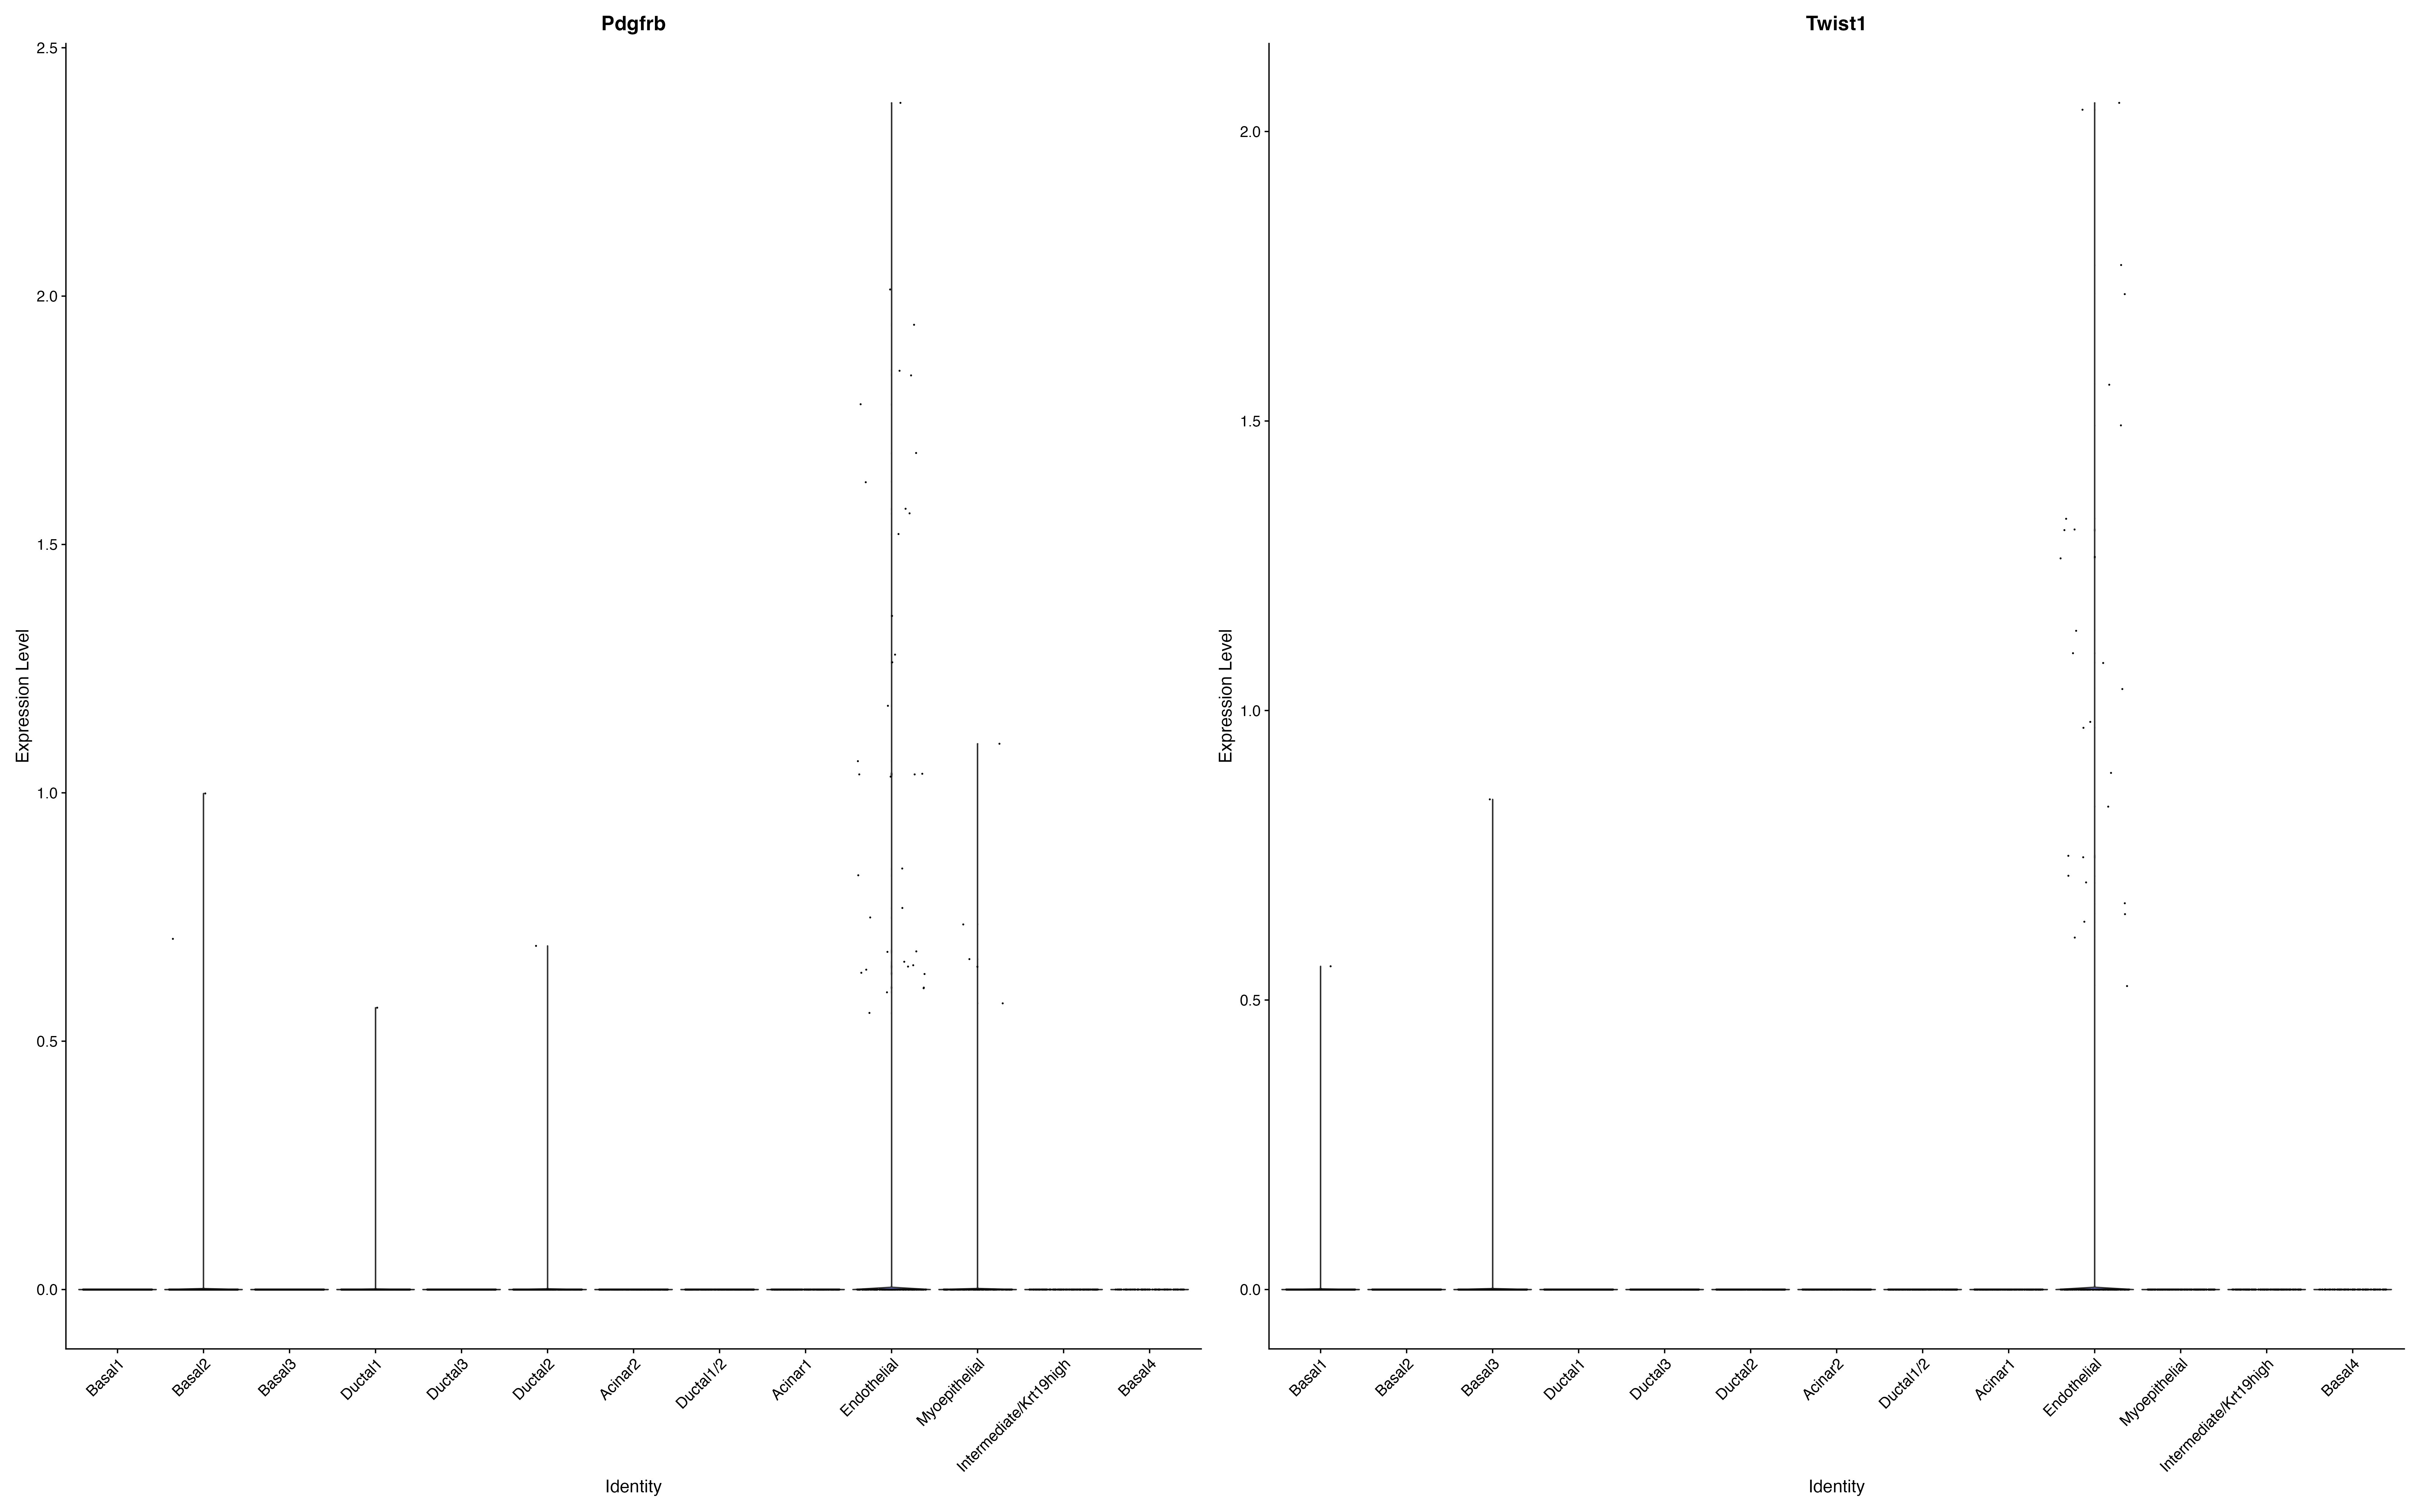 Pdgfrb
2.5
2.0
1.5
1.0
0.5
0.0
Expression Level
Basal1
Basal2
Basal3
Ductal1
Ductal3
Ductal2
Acinar2
Ductal1/2
Acinar1
Endothelial
Myoepithelial
Intermediate/Krt19high
Basal4
Identity
Twist1
2.0
1.5
1.0
0.5
0.0
Expression Level
Basal1
Basal2
Basal3
Ductal1
Ductal3
Ductal2
Acinar2
Ductal1/2
Acinar1
Endothelial
Myoepithelial
Intermediate/Krt19high
Basal4
Identity